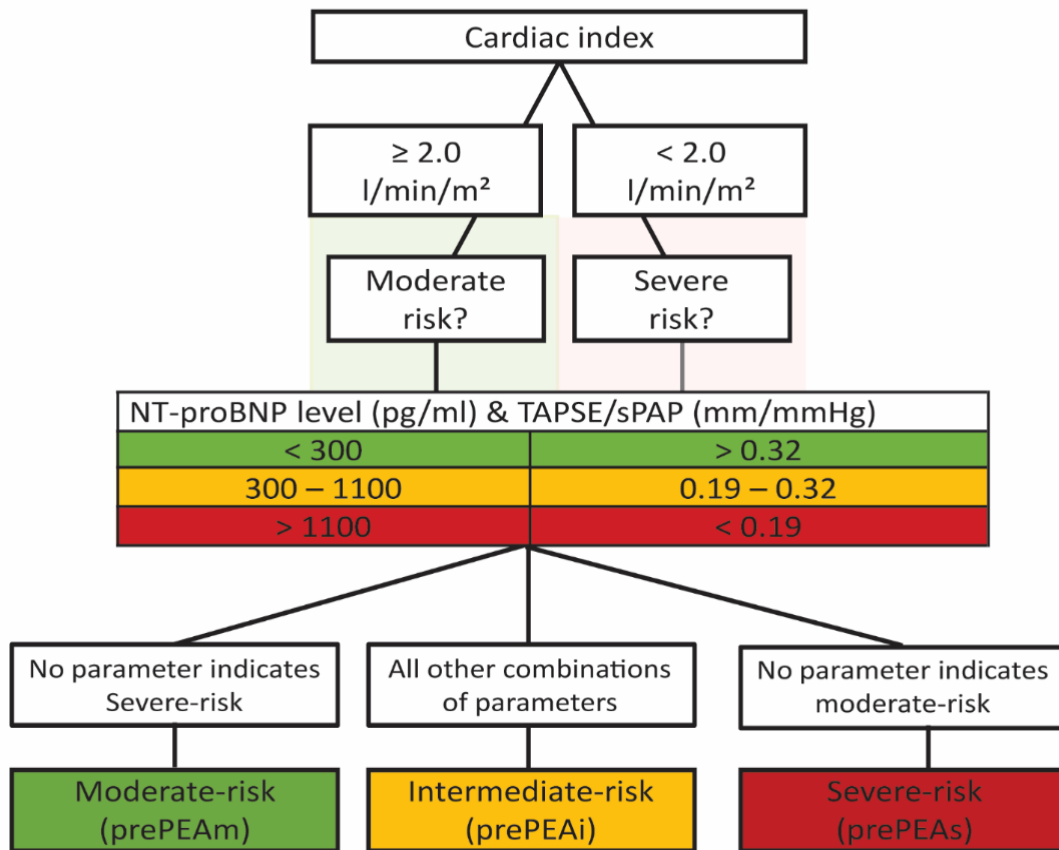 Cardiac index
≥ 2.0
l/min/m²
< 2.0
l/min/m²
Moderate
risk?
Severe
risk?
NT-proBNP level (pg/ml) & TAPSE/sPAP (mm/mmHg)
< 300
> 0.32
300 – 1100
0.19 – 0.32
> 1100
< 0.19
No parameter indicates
Severe-risk
All other combinations
of parameters
No parameter indicates
moderate-risk
Moderate-risk
(prePEAm)
Intermediate-risk
(prePEAi)
Severe-risk
(prePEAs)